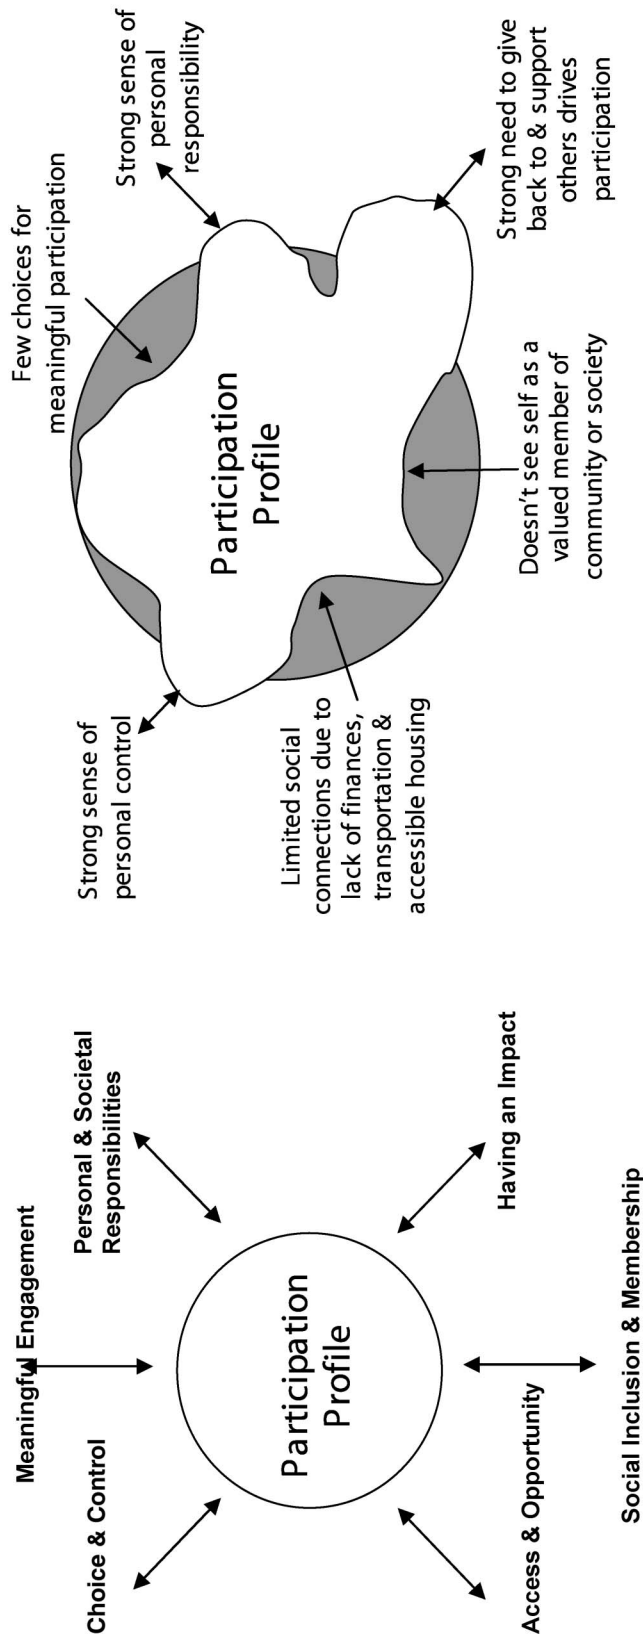 Meaningful Engagement
Choice & Control
Personal & Societal
Responsibilities
Participation
Profile
Access & Opportunity
Having an Impact
Social Inclusion & Membership
Few choices for
meaningful participation
Strong sense of
personal control
Strong sense of
personal
responsibility
Participation
Profile
Limited social
connections due to
lack of finances,
transportation &
accessible housing
Doesn't see self as a
valued member of
community or society
Strong need to give
back to & support
others drives
participation